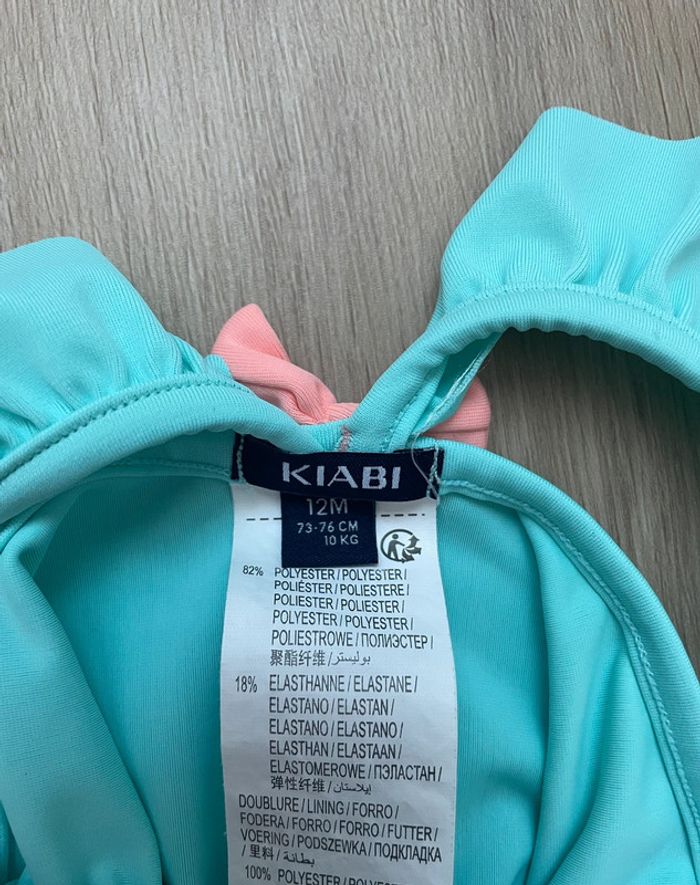 KIABI
12M
73-76 CM
10 KG
82% POLYESTER / POLYESTER /
POLIÉSTER / POLIESTERE /
POLIESTER / POLIESTER /
POLYESTER / POLYESTER /
POLIESTROWE / ПОЛИЭСТЕР /
聚酯纤维 / بوليستر /
18% ELASTHANNE / ELASTANE /
ELASTANO / ELASTAN /
ELASTANO / ELASTANO /
ELASTHAN / ELASTAAN /
ELASTOMEROWE / ПЭЛАСТАН /
弹性纤维 / إيلاستان /
DOUBLURE / LINING / FORRO /
FODERA / FORRO / FORRO / FUTTER /
VOERING / PODSZEWKA / ПОДКЛАДКА
/ 里料 / بطانة /
100% POLYESTER / POLYESTER /